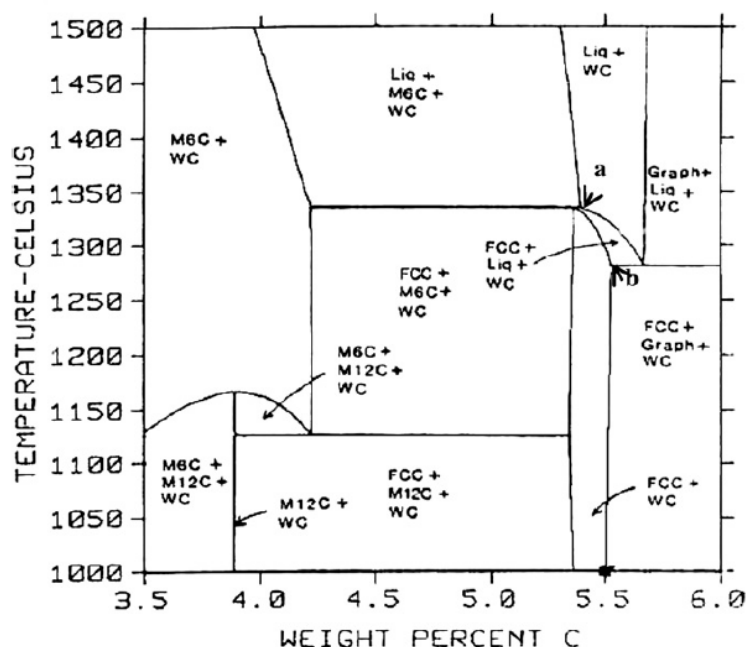 1500
1450
1400
1350
1300
1250
1200
1150
1100
1050
1000
TEMPERATURE-CELSIUS
M6C +
WC
Liq +
M6C +
WC
Liq +
WC
a
Graph+
Liq +
WC
FCC +
Liq +
WC
b
FCC +
M6C +
WC
FCC +
Graph+
WC
M6C +
M12C +
WC
M6C +
M12C+
WC
M12C +
WC
FCC +
M12C +
WC
FCC +
WC
3.5 4.0 4.5 5.0 5.5 6.0
WEIGHT PERCENT C